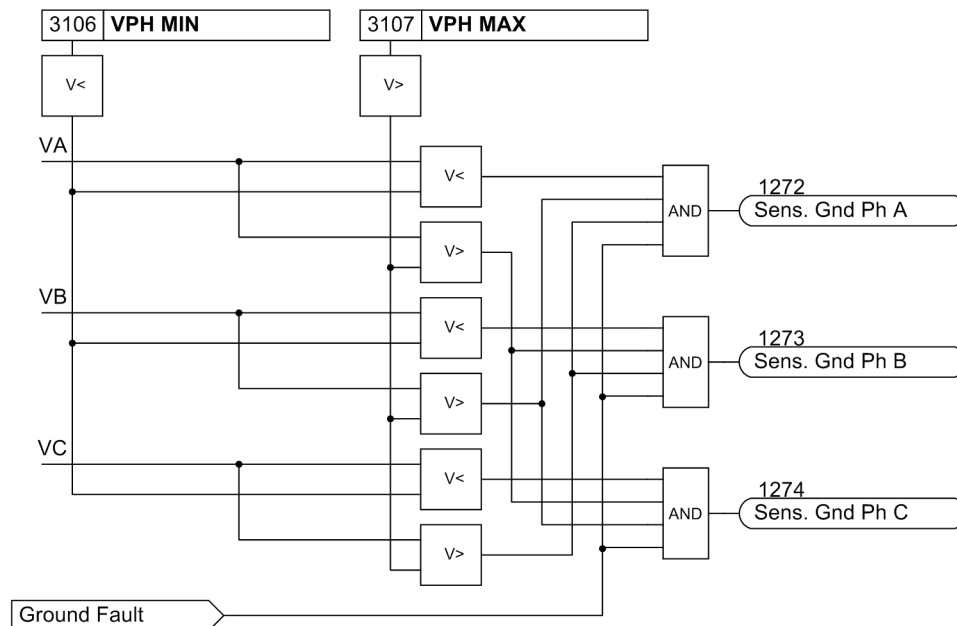 3106 VPH MIN
3107 VPH MAX
V<
V>
VA
V<
1272
AND
Sens. Gnd Ph A
V>
VB
V<
1273
AND
Sens. Gnd Ph B
V>
VC
V<
1274
AND
Sens. Gnd Ph C
V>
Ground Fault